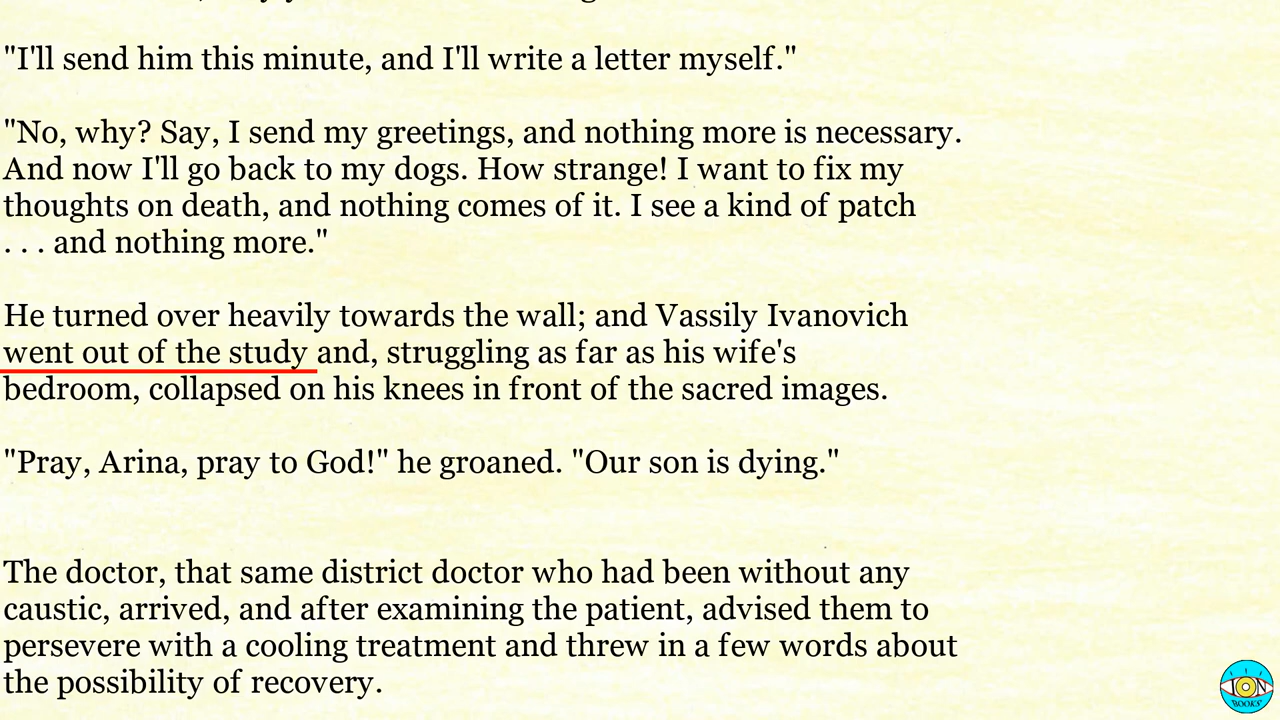 "I'll send him this minute, and I'll write a letter myself."
"No, why? Say, I send my greetings, and nothing more is necessary.
And now I'll go back to my dogs. How strange! I want to fix my
thoughts on death, and nothing comes of it. I see a kind of patch
. . . and nothing more."
He turned over heavily towards the wall; and Vassily Ivanovich
went out of the study and, struggling as far as his wife's
bedroom, collapsed on his knees in front of the sacred images.
"Pray, Arina, pray to God!" he groaned. "Our son is dying."
The doctor, that same district doctor who had been without any
caustic, arrived, and after examining the patient, advised them to
persevere with a cooling treatment and threw in a few words about
the possibility of recovery.
ION
BOOKS